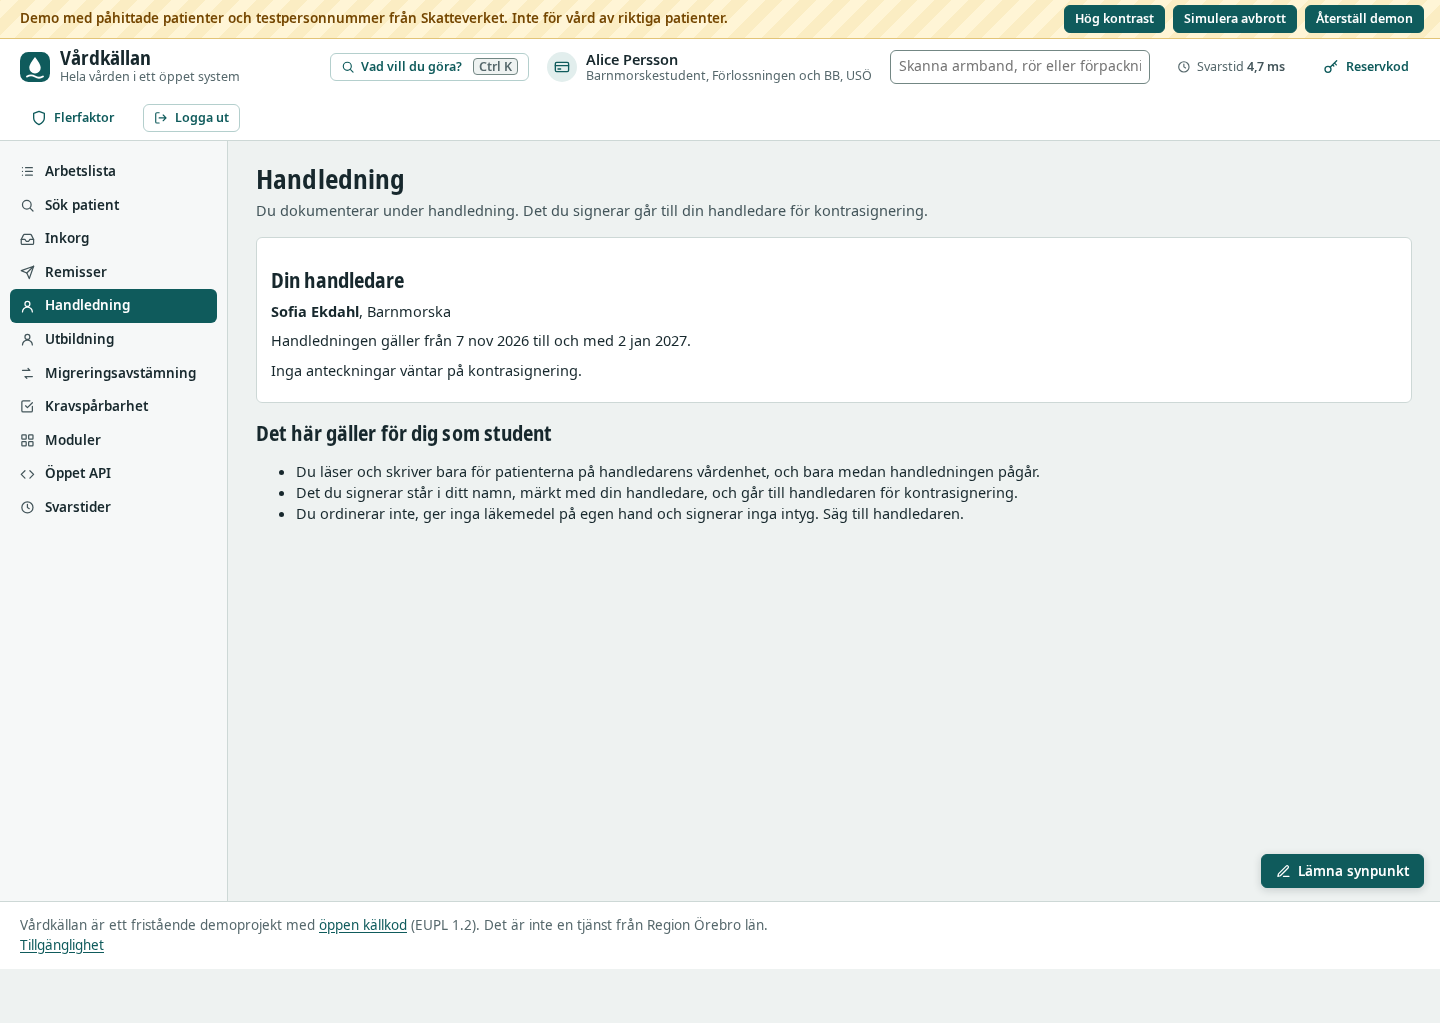 Demo med påhittade patienter och testpersonnummer från Skatteverket. Inte för vård av riktiga patienter.
Hög kontrast
Simulera avbrott
Återställ demon
Vårdkällan
Hela vården i ett öppet system
Vad vill du göra? Ctrl K
Alice Persson
Barnmorskestudent, Förlossningen och BB, USÖ
Skanna armband, rör eller förpackni
Svarstid 4,7 ms
Reservkod
Flerfaktor
Logga ut
Arbetslista
Sök patient
Inkorg
Remisser
Handledning
Utbildning
Migreringsavstämning
Kravspårbarhet
Moduler
Öppet API
Svarstider
Handledning
Du dokumenterar under handledning. Det du signerar går till din handledare för kontrasignering.
Din handledare
Sofia Ekdahl, Barnmorska
Handledningen gäller från 7 nov 2026 till och med 2 jan 2027.
Inga anteckningar väntar på kontrasignering.
Det här gäller för dig som student
• Du läser och skriver bara för patienterna på handledarens vårdenhet, och bara medan handledningen pågår.
• Det du signerar står i ditt namn, märkt med din handledare, och går till handledaren för kontrasignering.
• Du ordinerar inte, ger inga läkemedel på egen hand och signerar inga intyg. Säg till handledaren.
Lämna synpunkt
Vårdkällan är ett fristående demoprojekt med öppen källkod (EUPL 1.2). Det är inte en tjänst från Region Örebro län.
Tillgänglighet